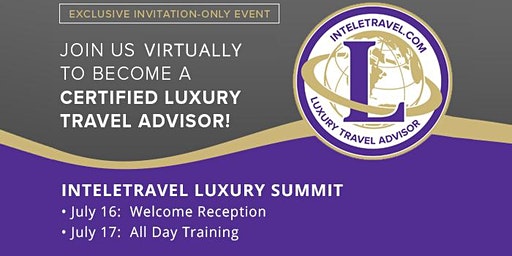 EXCLUSIVE INVITATION-ONLY EVENT
JOIN US VIRTUALLY
TO BECOME A
CERTIFIED LUXURY
TRAVEL ADVISOR!
INTELETRAVEL.COM
L
LUXURY TRAVEL ADVISOR
INTELETRAVEL LUXURY SUMMIT
• July 16:  Welcome Reception
• July 17:  All Day Training